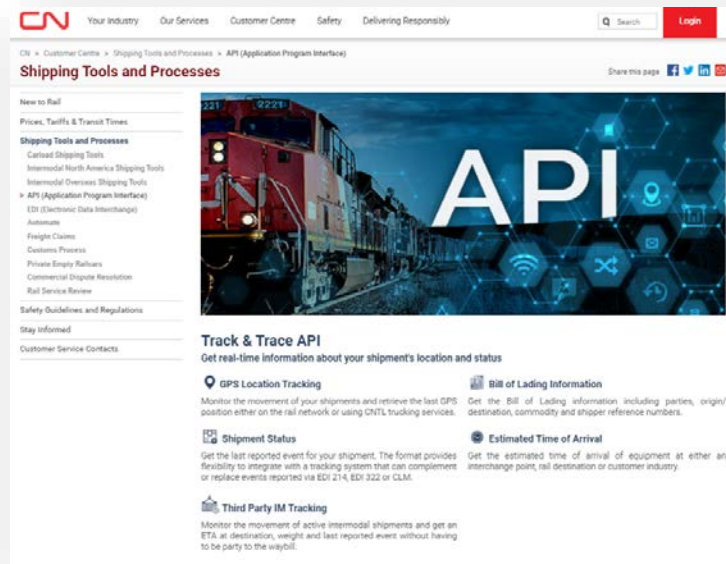 CN
Your Industry Our Services Customer Centre Safety Delivering Responsibly Search Login
CN » Customer Centre » Shipping Tools and Processes » API (Application Program Interface)
Shipping Tools and Processes
Share this page
New to Rail
Prices, Tariffs & Transit Times
Shipping Tools and Processes
Carload Shipping Tools
Intermodal North America Shipping Tools
Intermodal Overseas Shipping Tools
API (Application Program Interface)
EDI (Electronic Data Interchange)
Automate
Freight Claims
Customs Process
Private Empty Railcars
Commercial Dispute Resolution
Rail Service Review
Safety Guidelines and Regulations
Stay Informed
Customer Service Contacts
2221 2221
API
Track & Trace API
Get real-time information about your shipment's location and status
GPS Location Tracking
Monitor the movement of your shipments and retrieve the last GPS
position either on the rail network or using CNTL trucking services.
Bill of Lading Information
Get the Bill of Lading information including parties, origin/
destination, commodity and shipper reference numbers.
Shipment Status
Get the last reported event for your shipment. The format provides
flexibility to integrate with a tracking system that can complement
or replace events reported via EDI 214, EDI 322 or CLM.
Estimated Time of Arrival
Get the estimated time of arrival of equipment at either an
interchange point, rail destination or customer industry.
Third Party IM Tracking
Monitor the movement of active intermodal shipments and get an
ETA at destination, weight and last reported event without having
to be party to the waybill.